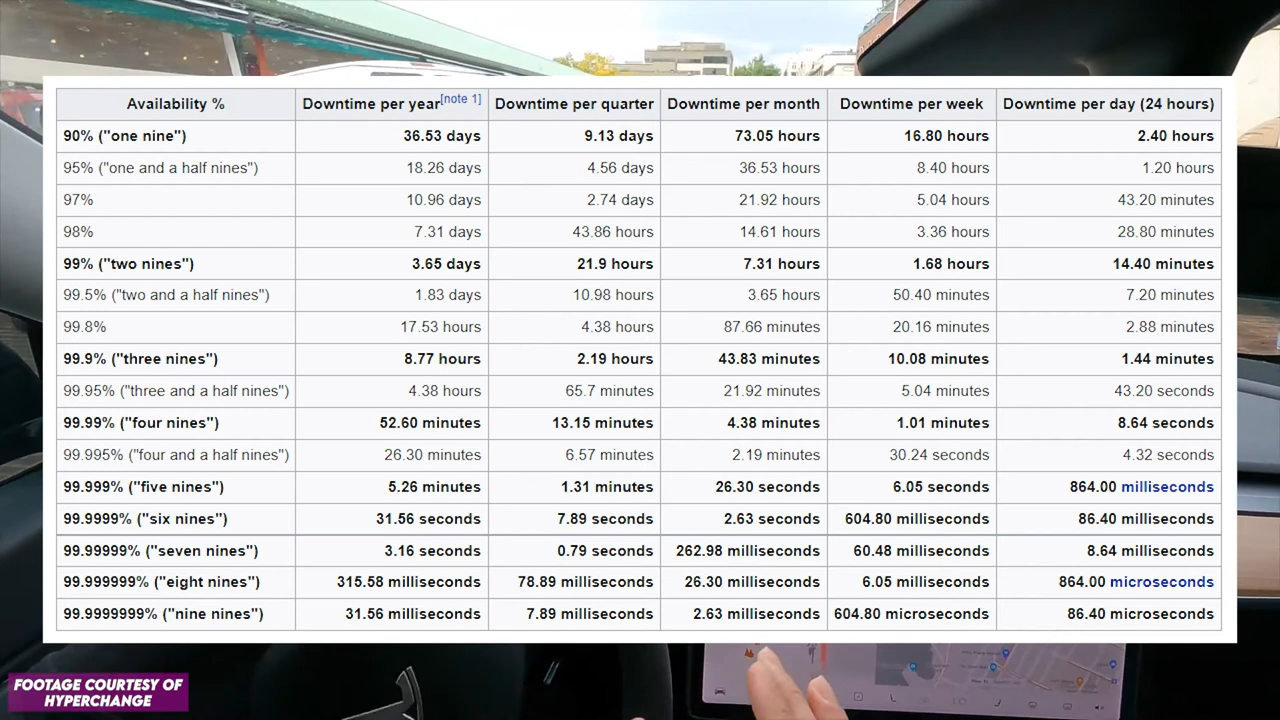 Availability % Downtime per year[note 1] Downtime per quarter Downtime per month Downtime per week Downtime per day (24 hours)
90% ("one nine") 36.53 days 9.13 days 73.05 hours 16.80 hours 2.40 hours
95% ("one and a half nines") 18.26 days 4.56 days 36.53 hours 8.40 hours 1.20 hours
97% 10.96 days 2.74 days 21.92 hours 5.04 hours 43.20 minutes
98% 7.31 days 43.86 hours 14.61 hours 3.36 hours 28.80 minutes
99% ("two nines") 3.65 days 21.9 hours 7.31 hours 1.68 hours 14.40 minutes
99.5% ("two and a half nines") 1.83 days 10.98 hours 3.65 hours 50.40 minutes 7.20 minutes
99.8% 17.53 hours 4.38 hours 87.66 minutes 20.16 minutes 2.88 minutes
99.9% ("three nines") 8.77 hours 2.19 hours 43.83 minutes 10.08 minutes 1.44 minutes
99.95% ("three and a half nines") 4.38 hours 65.7 minutes 21.92 minutes 5.04 minutes 43.20 seconds
99.99% ("four nines") 52.60 minutes 13.15 minutes 4.38 minutes 1.01 minutes 8.64 seconds
99.995% ("four and a half nines") 26.30 minutes 6.57 minutes 2.19 minutes 30.24 seconds 4.32 seconds
99.999% ("five nines") 5.26 minutes 1.31 minutes 26.30 seconds 6.05 seconds 864.00 milliseconds
99.9999% ("six nines") 31.56 seconds 7.89 seconds 2.63 seconds 604.80 milliseconds 86.40 milliseconds
99.99999% ("seven nines") 3.16 seconds 0.79 seconds 262.98 milliseconds 60.48 milliseconds 8.64 milliseconds
99.999999% ("eight nines") 315.58 milliseconds 78.89 milliseconds 26.30 milliseconds 6.05 milliseconds 864.00 microseconds
99.9999999% ("nine nines") 31.56 milliseconds 7.89 milliseconds 2.63 milliseconds 604.80 microseconds 86.40 microseconds
FOOTAGE COURTESY OF
HYPERCHANGE